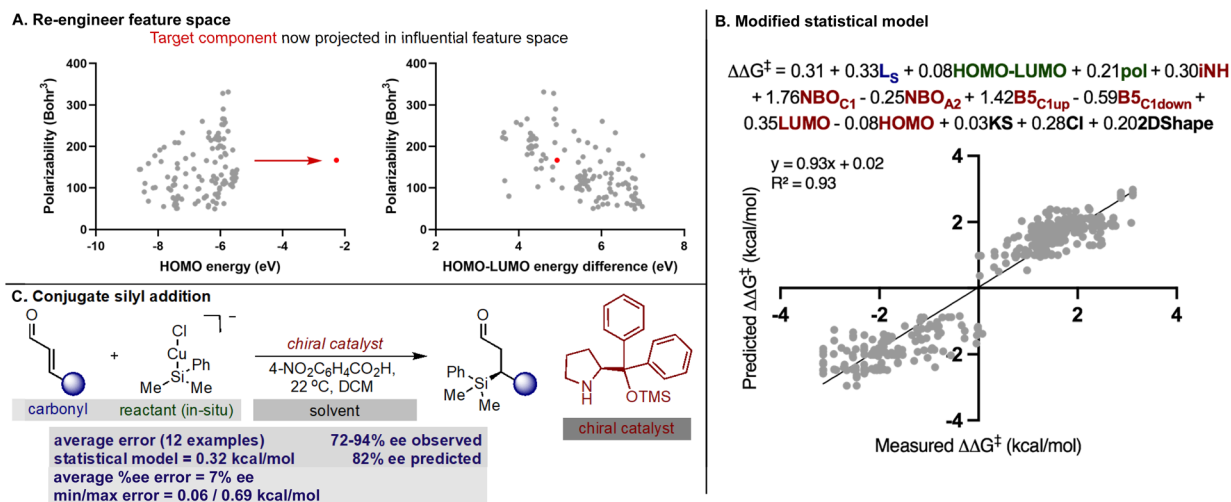 A. Re-engineer feature space
Target component now projected in influential feature space
Polarizability (Bohr³)
400
300
200
100
0
-10 -8 -6 -4 -2
HOMO energy (eV)
Polarizability (Bohr³)
400
300
200
100
0
2 4 6 8
HOMO-LUMO energy difference (eV)
B. Modified statistical model
ΔΔG‡ = 0.31 + 0.33L_S + 0.08HOMO-LUMO + 0.21pol + 0.30iNH
+ 1.76NBO_C1 - 0.25NBO_A2 + 1.42B5_C1up - 0.59B5_C1down +
0.35LUMO - 0.08HOMO + 0.03KS + 0.28CI + 0.202DShape
y = 0.93x + 0.02
R² = 0.93
Predicted ΔΔG‡ (kcal/mol)
4
2
-4 -2 0 2 4
-2
-4
Measured ΔΔG‡ (kcal/mol)
C. Conjugate silyl addition
O
+
Cl
Cu
Si
Ph
Me
Me
–
carbonyl
reactant (in-situ)
chiral catalyst
4-NO₂C₆H₄CO₂H,
22 ºC, DCM
solvent
O
Ph
Si
Me
Me
N
H
OTMS
chiral catalyst
average error (12 examples) 72-94% ee observed
statistical model = 0.32 kcal/mol 82% ee predicted
average %ee error = 7% ee
min/max error = 0.06 / 0.69 kcal/mol